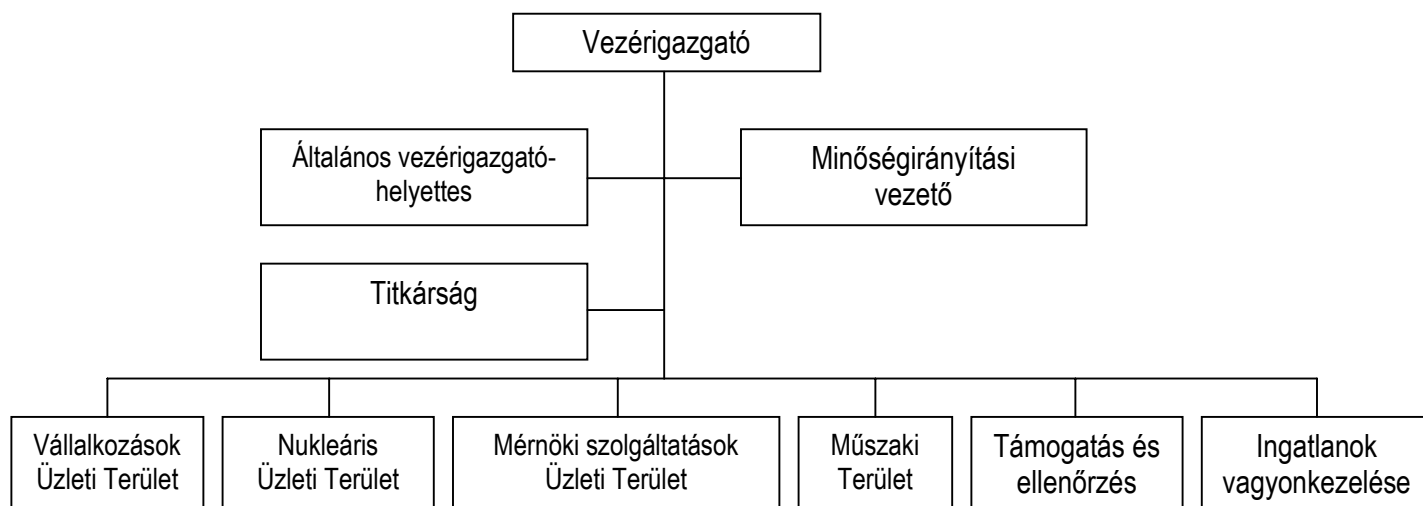 Vezérigazgató
Általános vezérigazgató-
helyettes
Minőségirányítási
vezető
Titkárság
Vállalkozások
Üzleti Terület
Nukleáris
Üzleti Terület
Mérnöki szolgáltatások
Üzleti Terület
Műszaki
Terület
Támogatás és
ellenőrzés
Ingatlanok
vagyonkezelése